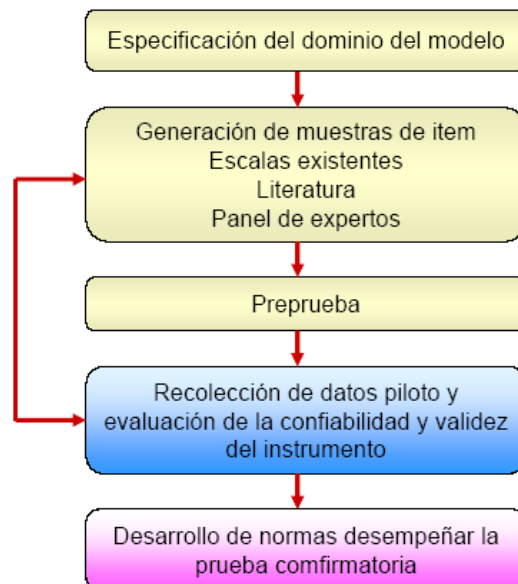 Especificación del dominio del modelo
Generación de muestras de item
Escalas existentes
Literatura
Panel de expertos
Preprueba
Recolección de datos piloto y
evaluación de la confiabilidad y validez
del instrumento
Desarrollo de normas desempeñar la
prueba comfirmatoria